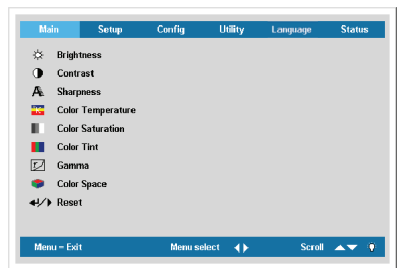 Main Setup Config Utility Language Status
Brightness
Contrast
Sharpness
Color Temperature
Color Saturation
Color Tint
Gamma
Color Space
Reset
Menu = Exit Menu select Scroll